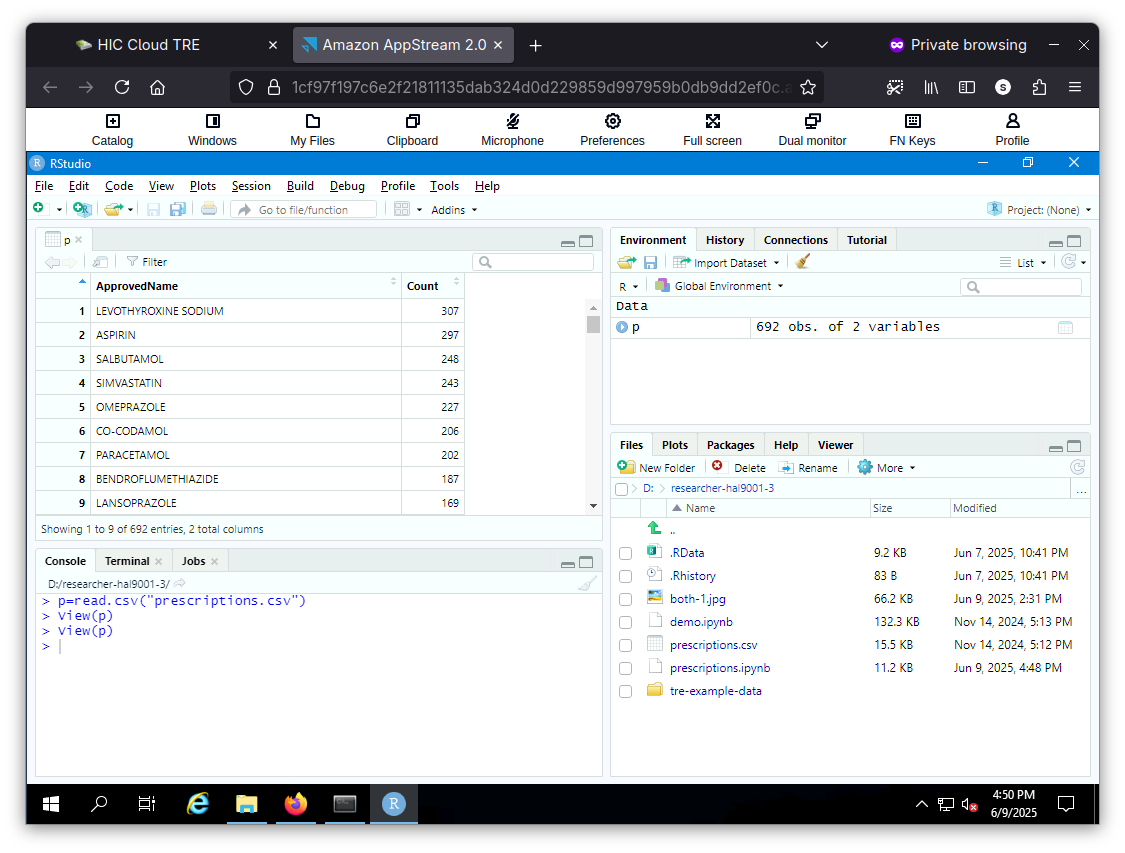 HIC Cloud TRE
Amazon AppStream 2.0
Private browsing
1cf97f197c6e2f21811135dab324d0d229859d997959b0db9dd2ef0c.a
S
Catalog Windows My Files Clipboard Microphone Preferences Full screen Dual monitor FN Keys Profile
R RStudio
File Edit Code View Plots Session Build Debug Profile Tools Help
Go to file/function Addins Project: (None)
p
Filter
ApprovedName Count
1 LEVOTHYROXINE SODIUM 307
2 ASPIRIN 297
3 SALBUTAMOL 248
4 SIMVASTATIN 243
5 OMEPRAZOLE 227
6 CO-CODAMOL 206
7 PARACETAMOL 202
8 BENDROFLUMETHIAZIDE 187
9 LANSOPRAZOLE 169
Showing 1 to 9 of 692 entries, 2 total columns
Console Terminal Jobs
D:/researcher-hal9001-3/
> p=read.csv("prescriptions.csv")
> View(p)
> View(p)
>
Environment History Connections Tutorial
Import Dataset List
R Global Environment
Data
p 692 obs. of 2 variables
Files Plots Packages Help Viewer
New Folder Delete Rename More
D: researcher-hal9001-3 ...
Name Size Modified
..
.RData 9.2 KB Jun 7, 2025, 10:41 PM
.Rhistory 83 B Jun 7, 2025, 10:41 PM
both-1.jpg 66.2 KB Jun 9, 2025, 2:31 PM
demo.ipynb 132.3 KB Nov 14, 2024, 5:13 PM
prescriptions.csv 15.5 KB Nov 14, 2024, 5:12 PM
prescriptions.ipynb 11.2 KB Jun 9, 2025, 4:48 PM
tre-example-data
R
4:50 PM
6/9/2025